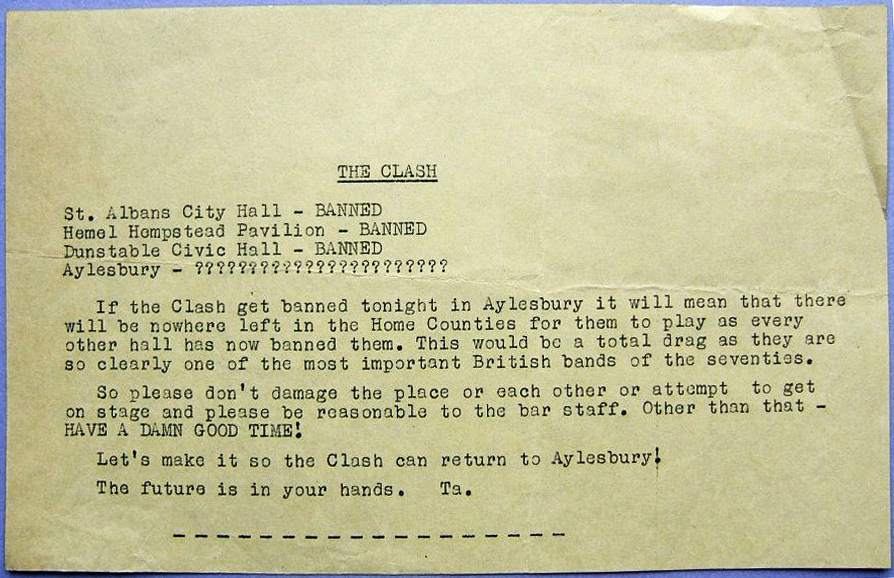 THE CLASH
St. Albans City Hall - BANNED
Hemel Hempstead Pavilion - BANNED
Dunstable Civic Hall - BANNED
Aylesbury - ???????????????????????
If the Clash get banned tonight in Aylesbury it will mean that there
will be nowhere left in the Home Counties for them to play as every
other hall has now banned them. This would be a total drag as they are
so clearly one of the most important British bands of the seventies.
So please don't damage the place or each other or attempt to get
on stage and please be reasonable to the bar staff. Other than that -
HAVE A DAMN GOOD TIME!
Let's make it so the Clash can return to Aylesbury!
The future is in your hands. Ta.
_ _ _ _ _ _ _ _ _ _ _ _ _ _ _ _ _ _